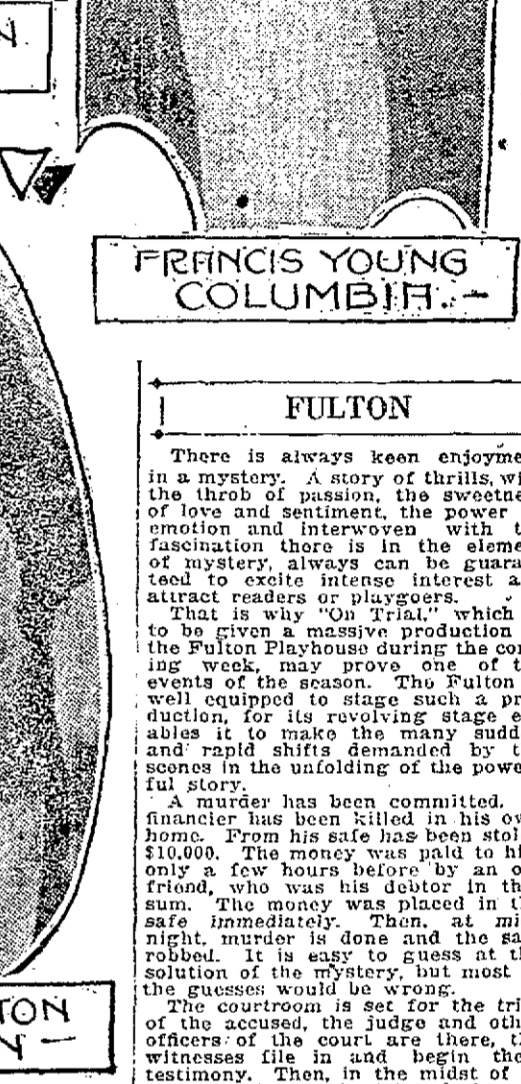 N
FRANCIS YOUNG
COLUMBIA.—
FULTON
There is always keen enjoyme
in a mystery. A story of thrills, wi
the throb of passion, the sweetne
of love and sentiment, the power
emotion and interwoven with t
fascination there is in the eleme
of mystery, always can be guara
teed to excite intense interest a
attract readers or playgoers.
That is why "On Trial," which
to be given a massive production
the Fulton Playhouse during the com
ing week, may prove one of t
events of the season. The Fulton
well equipped to stage such a pr
duction, for its revolving stage e
ables it to make the many sudd
and rapid shifts demanded by t
scenes in the unfolding of the powe
ful story.
A murder has been committed.
financier has been killed in his ow
home. From his safe has been stol
$10,000. The money was paid to hi
only a few hours before by an o
friend, who was his debtor in th
sum. The money was placed in t
safe immediately. Then, at mi
night, murder is done and the sa
robbed. It is easy to guess at th
solution of the mystery, but most
the guesses would be wrong.
The courtroom is set for the tri
of the accused, the judge and oth
officers of the court are there, th
witnesses file in and begin the
testimony. Then, in the midst of
TON
N —